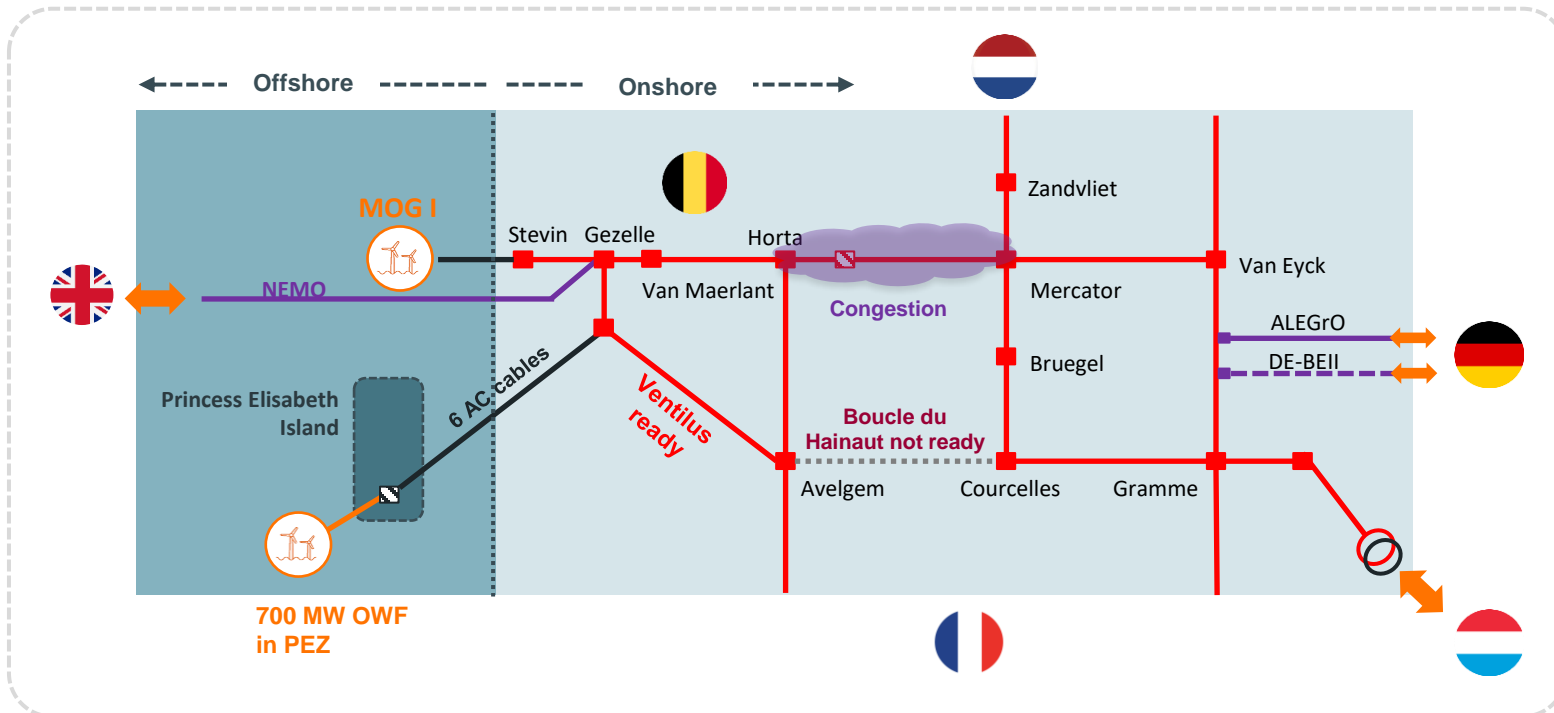 Offshore
Onshore
Zandvliet
MOG I
Stevin
Gezelle
Horta
Van Eyck
NEMO
Van Maerlant
Mercator
Congestion
ALEGrO
Bruegel
DE-BEII
6 AC cables
Princess Elisabeth
Island
Ventilus
ready
Boucle du
Hainaut not ready
Avelgem
Courcelles
Gramme
700 MW OWF
in PEZ